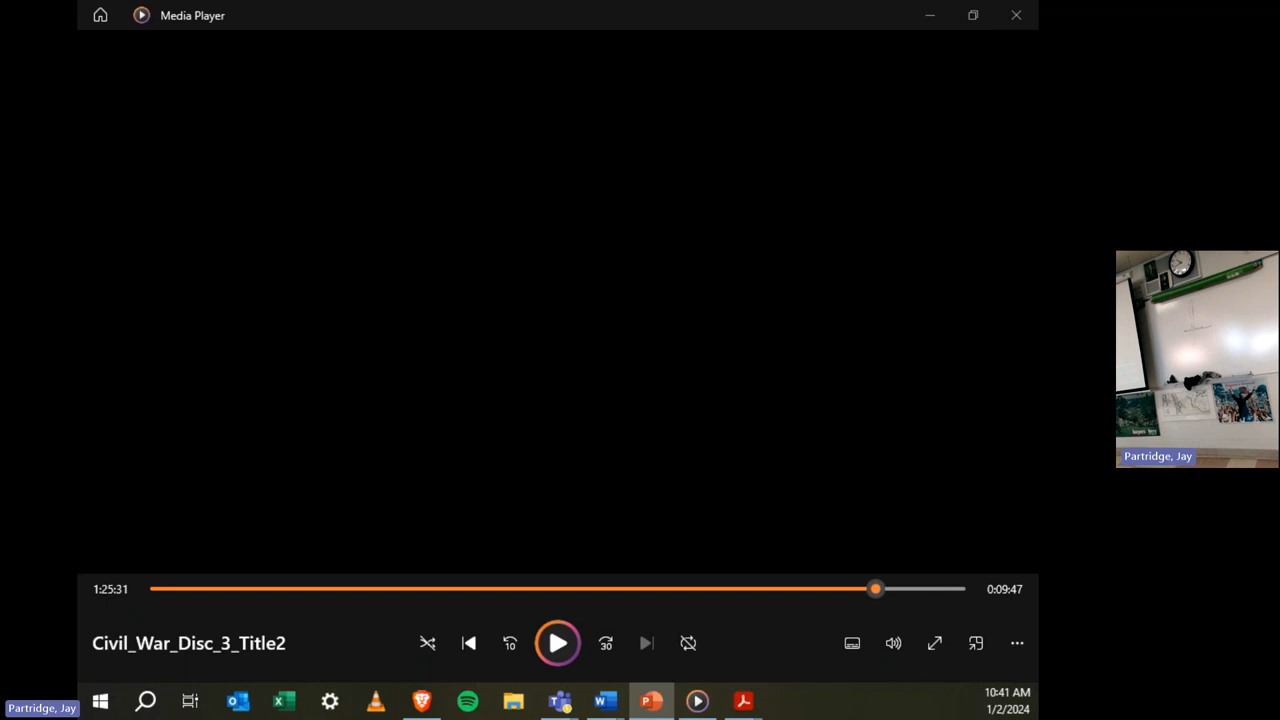 Media Player
1:25:31
0:09:47
Civil_War_Disc_3_Title2
10
30
10:41 AM
1/2/2024
Partridge, Jay
Partridge, Jay